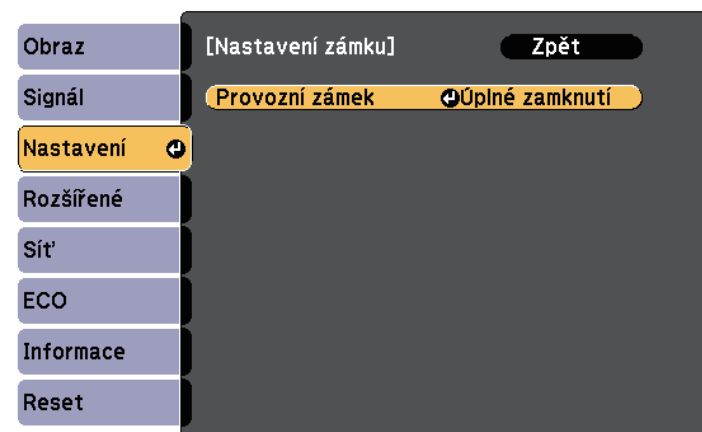 Obraz
Signál
Nastavení
Rozšířené
Síť
ECO
Informace
Reset
[Nastavení zámku] Zpět
Provozní zámek Úplné zamknutí